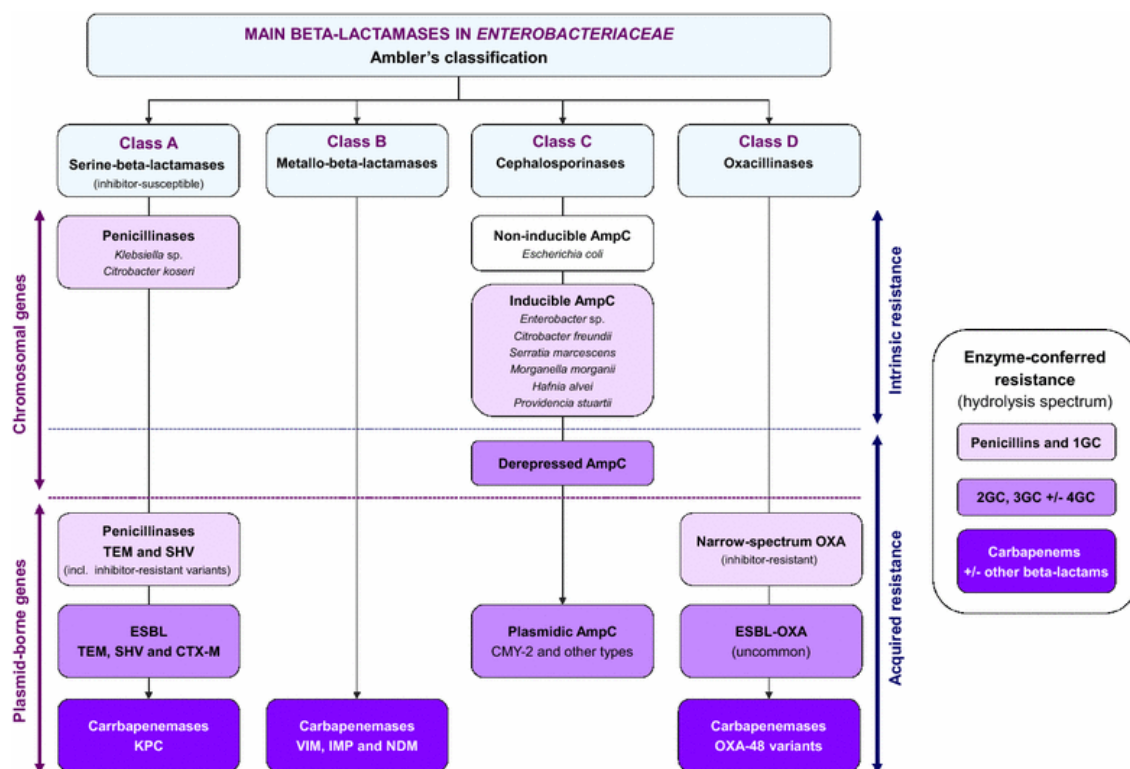 MAIN BETA-LACTAMASES IN ENTEROBACTERIACEAE
Ambler's classification
Class A
Serine-beta-lactamases
(inhibitor-susceptible)
Class B
Metallo-beta-lactamases
Class C
Cephalosporinases
Class D
Oxacillinases
Chromosomal genes
Penicillinases
Klebsiella sp.
Citrobacter koseri
Non-inducible AmpC
Escherichia coli
Inducible AmpC
Enterobacter sp.
Citrobacter freundii
Serratia marcescens
Morganella morganii
Hafnia alvei
Providencia stuartii
Intrinsic resistance
Derepressed AmpC
Plasmid-borne genes
Penicillinases
TEM and SHV
(incl. inhibitor-resistant variants)
Narrow-spectrum OXA
(inhibitor-resistant)
ESBL
TEM, SHV and CTX-M
Plasmidic AmpC
CMY-2 and other types
ESBL-OXA
(uncommon)
Carrbapenemases
KPC
Carbapenemases
VIM, IMP and NDM
Carbapenemases
OXA-48 variants
Acquired resistance
Enzyme-conferred
resistance
(hydrolysis spectrum)
Penicillins and 1GC
2GC, 3GC +/- 4GC
Carbapenems
+/- other beta-lactams